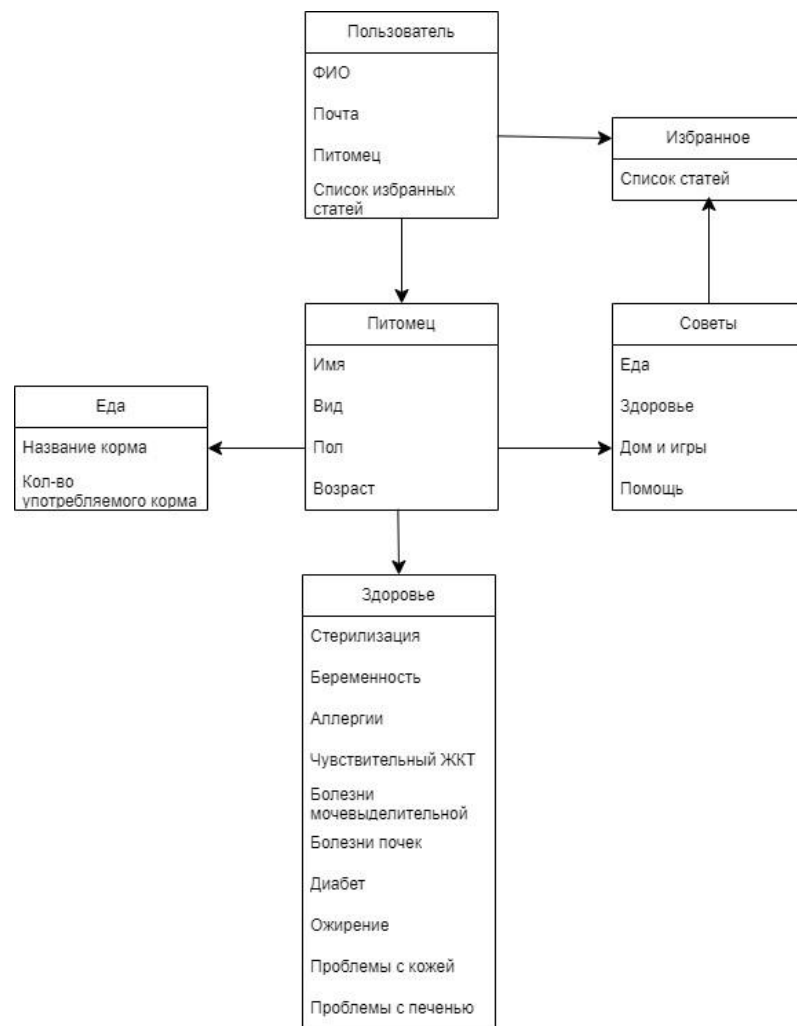 Пользователь
ФИО
Почта
Питомец
Список избранных
статей
Избранное
Список статей
Питомец
Имя
Вид
Пол
Возраст
Советы
Еда
Здоровье
Дом и игры
Помощь
Еда
Название корма
Кол-во
употребляемого корма
Здоровье
Стерилизация
Беременность
Аллергии
Чувствительный ЖКТ
Болезни
мочевыделительной
Болезни почек
Диабет
Ожирение
Проблемы с кожей
Проблемы с печенью